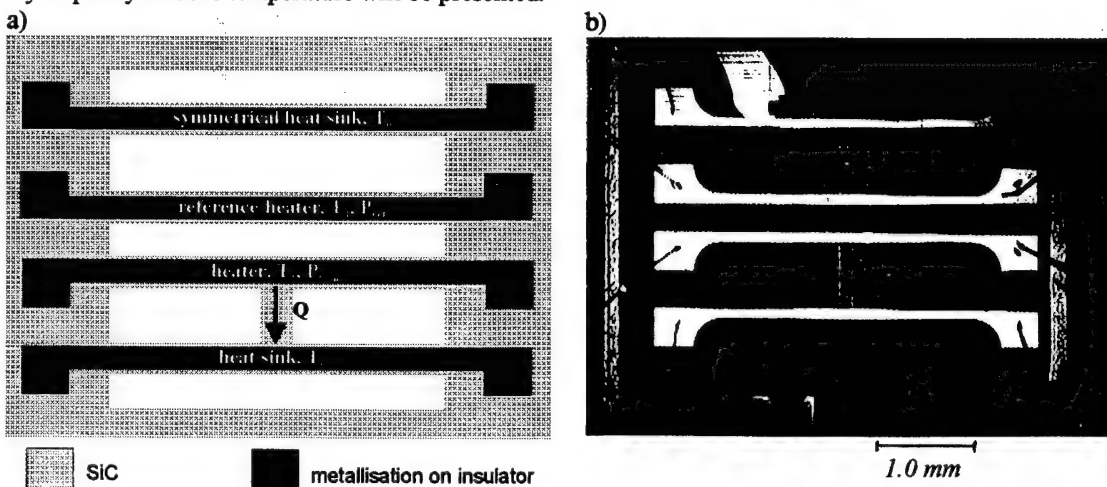 a)
symmetrical heat sink, T
reference heater, T
heater, T
Q
heat sink, T
SiC
metallisation on insulator
b)
1.0 mm